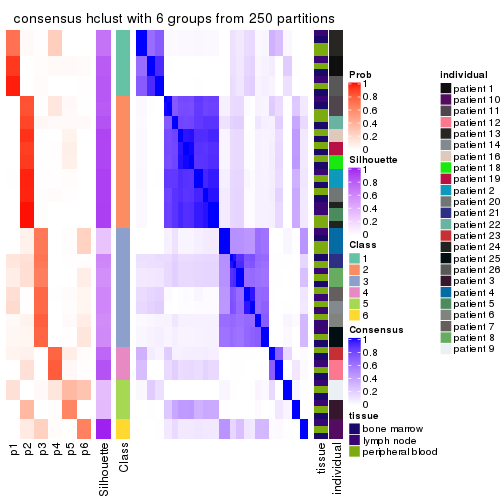 consensus hclust with 6 groups from 250 partitions
Prob
1
0.8
0.6
0.4
0.2
0
Silhouette
1
0.8
0.6
0.4
0.2
0
Class
1
2
3
4
5
6
Consensus
1
0.8
0.6
0.4
0.2
0
tissue
bone marrow
lymph node
peripheral blood
individual
patient 1
patient 10
patient 11
patient 12
patient 13
patient 14
patient 16
patient 18
patient 19
patient 2
patient 20
patient 21
patient 22
patient 23
patient 24
patient 25
patient 26
patient 3
patient 4
patient 5
patient 6
patient 7
patient 8
patient 9
p1
p2
p3
p4
p5
p6
Silhouette
Class
tissue
individual